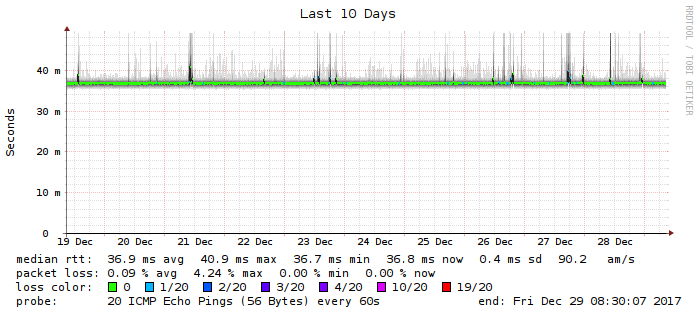 Last 10 Days
RRDTOOL / TOBI OETIKER
Seconds
40 m
30 m
20 m
10 m
0
19 Dec 20 Dec 21 Dec 22 Dec 23 Dec 24 Dec 25 Dec 26 Dec 27 Dec 28 Dec
median rtt: 36.9 ms avg 40.9 ms max 36.7 ms min 36.8 ms now 0.4 ms sd 90.2 am/s
packet loss: 0.09 % avg 4.24 % max 0.00 % min 0.00 % now
loss color: 0 1/20 2/20 3/20 4/20 10/20 19/20
probe: 20 ICMP Echo Pings (56 Bytes) every 60s end: Fri Dec 29 08:30:07 2017